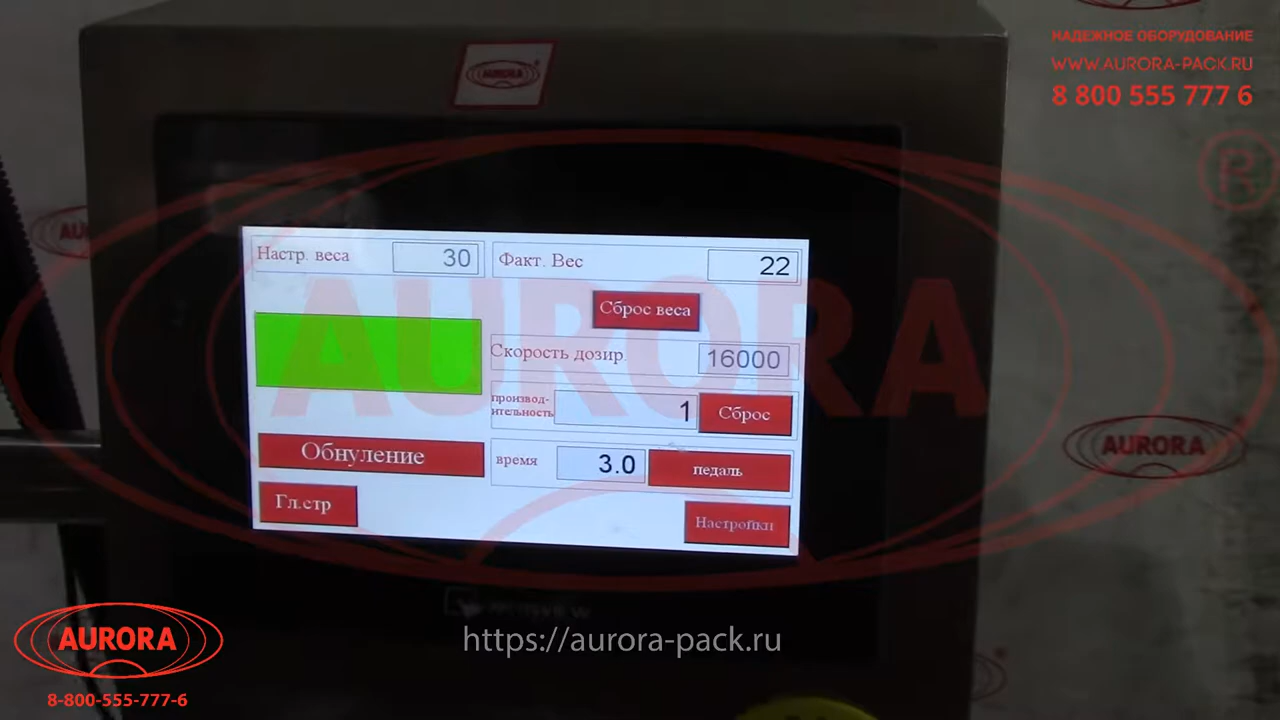 НАДЕЖНОЕ ОБОРУДОВАНИЕ
WWW.AURORA-PACK.RU
8 800 555 777 6
AURORA
AURORA
Настр. веса 30
Факт. Вес 22
Сброс веса
Скорость дозир. 16000
производ-
ительность 1 Сброс
Обнуление
время 3.0 педаль
Гл.стр
Настройки
AURORA
AURORA
8-800-555-777-6
https://aurora-pack.ru